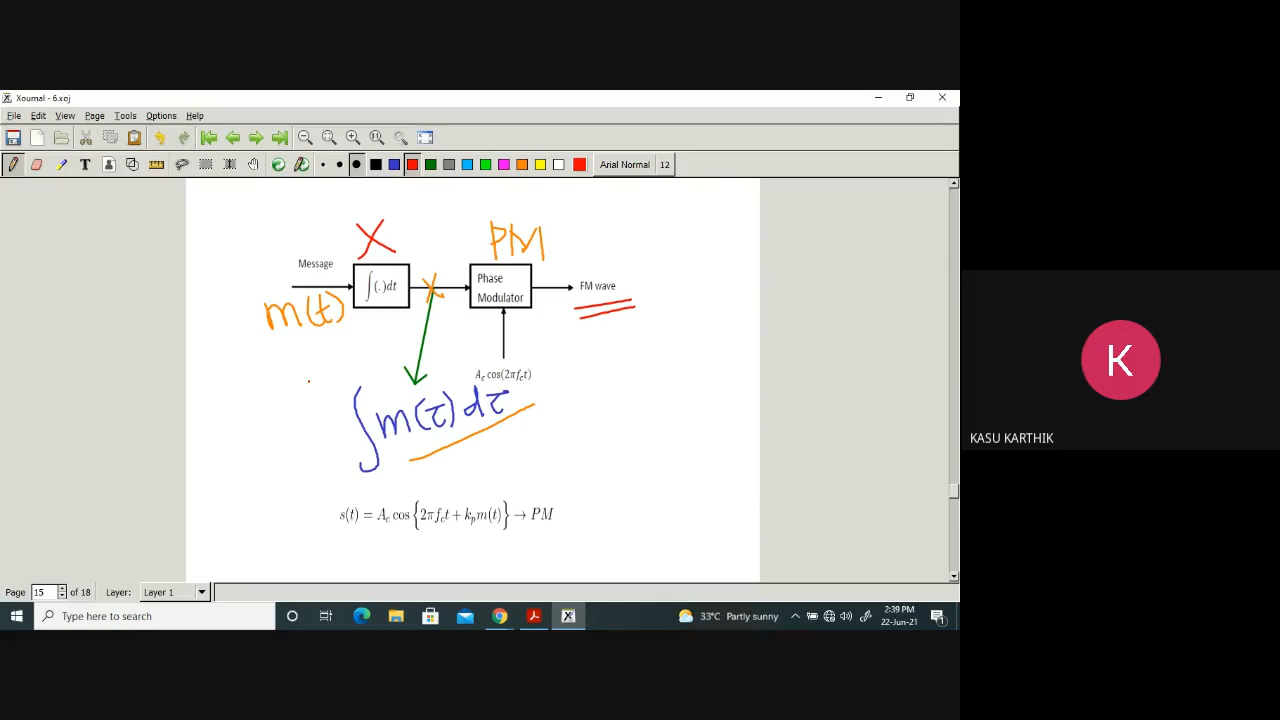 Xournal - 6.xoj
File Edit View Page Tools Options Help
Arial Normal 12
X PM
Message
∫(.)dt
Phase
Modulator
FM wave
m(t)
x
A_c cos(2πf_ct)
∫m(τ)dτ
s(t) = A_c cos{2πf_ct + k_pm(t)} → PM
K
KASU KARTHIK
Page 15 of 18 Layer: Layer 1
Type here to search
33°C Partly sunny
2:39 PM
22-Jun-21
1